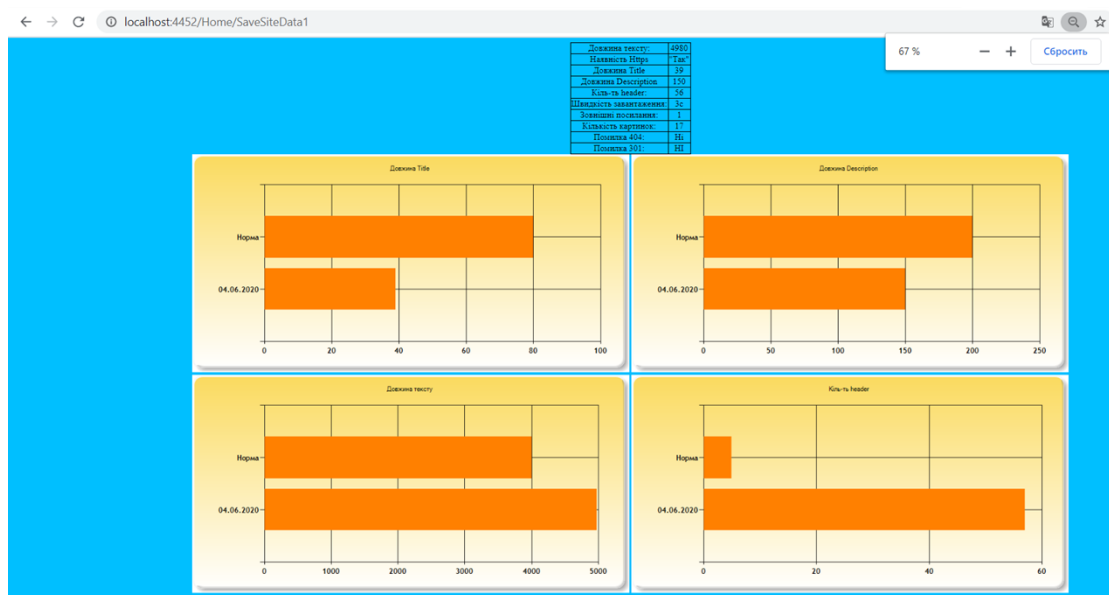 localhost:4452/Home/SaveSiteData1
67 %
Сбросить
Довжина тексту: 4980
Наявність Https "Так"
Довжина Title 39
Довжина Description 150
Кіль-ть header: 56
Швидкість завантаження: 3с
Зовнішні посилання: 1
Кількість картинок: 17
Помилка 404: Ні
Помилка 301: НІ
Довжина Title
Норма
04.06.2020
0 20 40 60 80 100
Довжина Description
Норма
04.06.2020
0 50 100 150 200 250
Довжина тексту
Норма
04.06.2020
0 1000 2000 3000 4000 5000
Кіль-ть header
Норма
04.06.2020
0 20 40 60